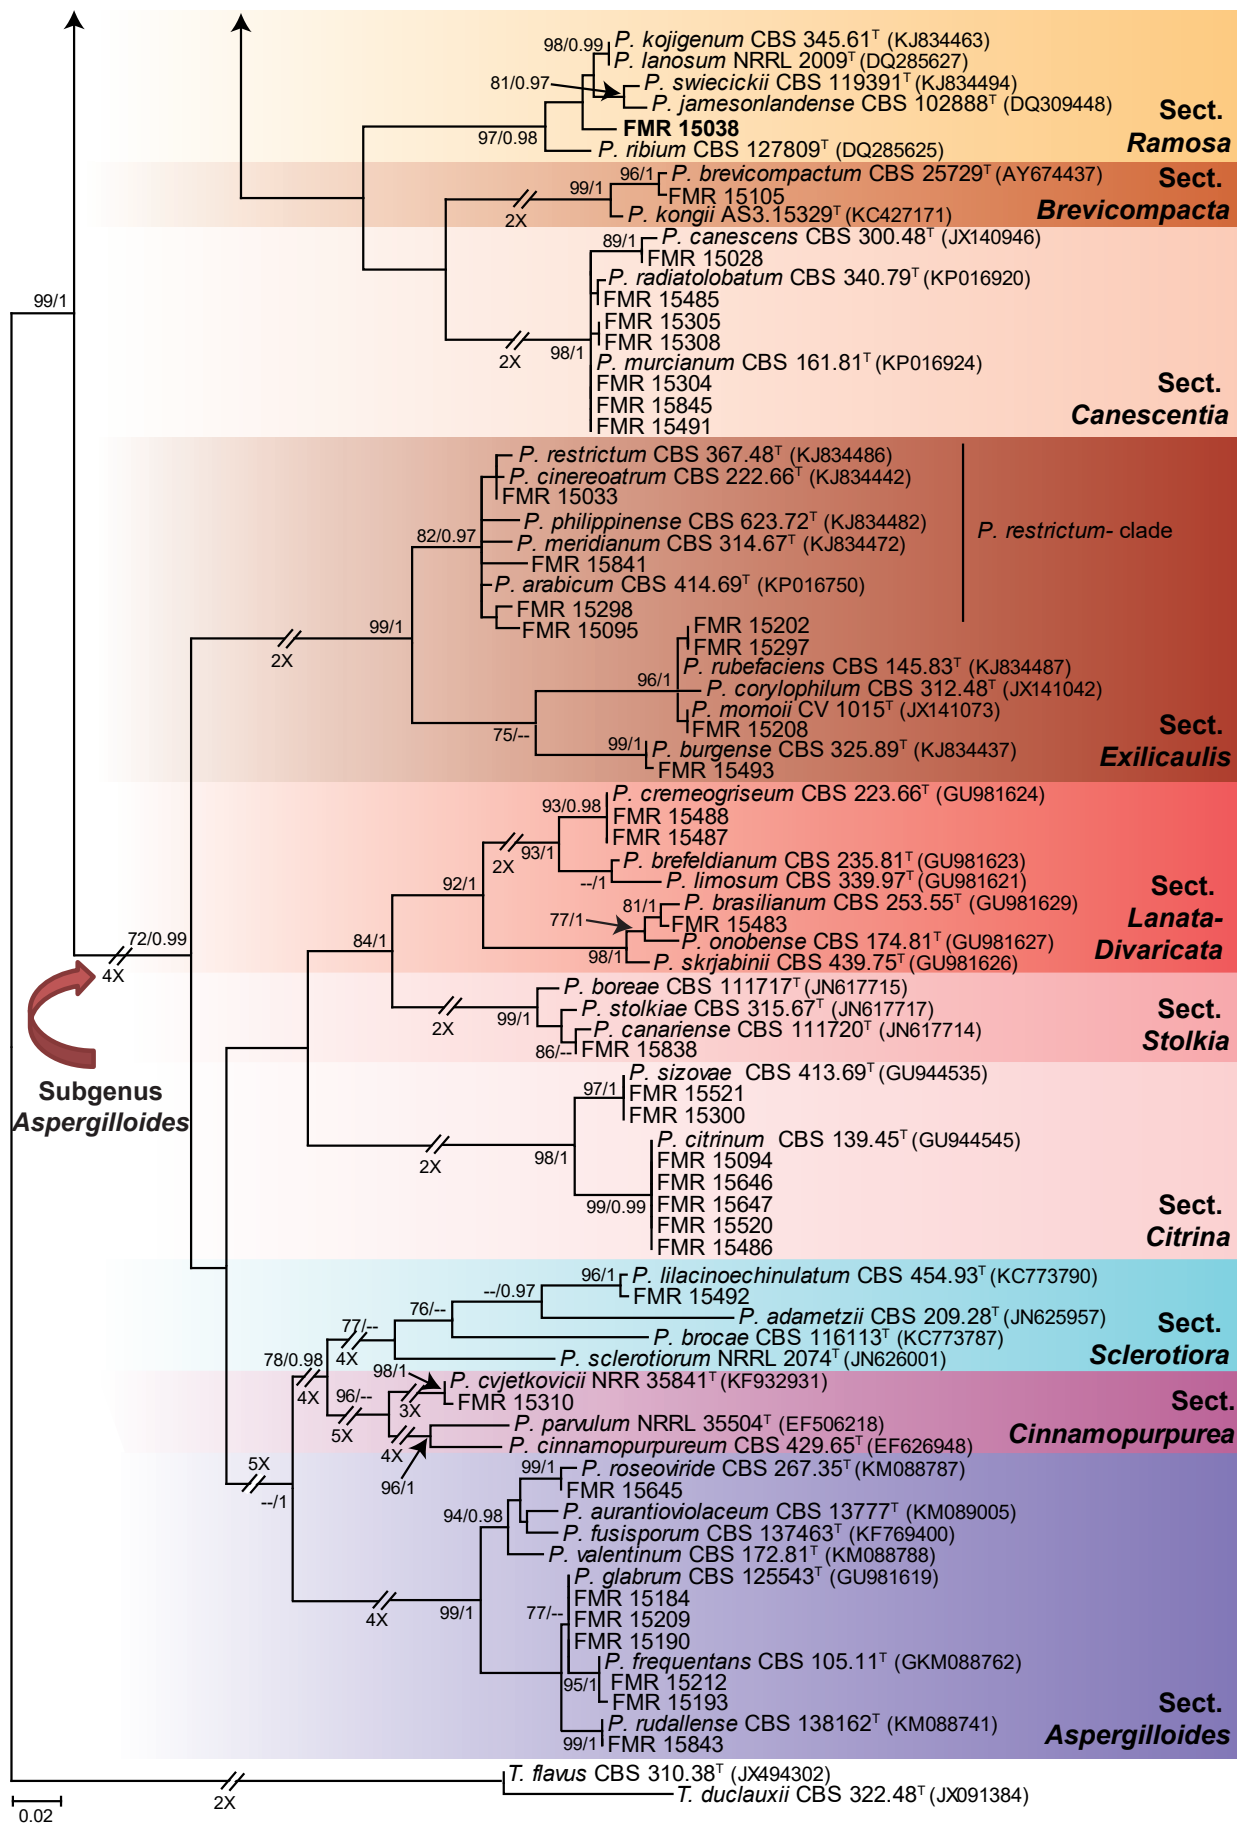 98/0.99
P. kojigenum CBS 345.61T (KJ834463)
P. lanosum NRRL 2009T (DQ285627)
81/0.97
P. swiecickii CBS 119391T (KJ834494)
P. jamesonlandense CBS 102888T (DQ309448)
FMR 15038
97/0.98
P. ribium CBS 127809T (DQ285625)
Sect.
Ramosa
96/1
P. brevicompactum CBS 25729T (AY674437)
99/1
FMR 15105
2X
P. kongii AS3.15329T (KC427171)
Sect.
Brevicompacta
89/1
P. canescens CBS 300.48T (JX140946)
FMR 15028
P. radiatolobatum CBS 340.79T (KP016920)
FMR 15485
99/1
FMR 15305
FMR 15308
98/1
2X
P. murcianum CBS 161.81T (KP016924)
FMR 15304
FMR 15845
FMR 15491
Sect.
Canescentia
P. restrictum CBS 367.48T (KJ834486)
P. cinereoatrum CBS 222.66T (KJ834442)
FMR 15033
P. philippinense CBS 623.72T (KJ834482)
P. restrictum- clade
82/0.97
P. meridianum CBS 314.67T (KJ834472)
FMR 15841
P. arabicum CBS 414.69T (KP016750)
FMR 15298
99/1
FMR 15095
2X
FMR 15202
FMR 15297
P. rubefaciens CBS 145.83T (KJ834487)
96/1
P. corylophilum CBS 312.48T (JX141042)
P. momoii CV 1015T (JX141073)
FMR 15208
75/--
99/1
P. burgense CBS 325.89T (KJ834437)
FMR 15493
Sect.
Exilicaulis
P. cremeogriseum CBS 223.66T (GU981624)
93/0.98
FMR 15488
FMR 15487
2X
93/1
P. brefeldianum CBS 235.81T (GU981623)
--/1
P. limosum CBS 339.97T (GU981621)
92/1
81/1
P. brasilianum CBS 253.55T (GU981629)
77/1
FMR 15483
P. onobense CBS 174.81T (GU981627)
98/1
P. skrjabinii CBS 439.75T (GU981626)
Sect.
Lanata-
Divaricata
72/0.99
4X
84/1
P. boreae CBS 111717T (JN617715)
2X
99/1
P. stolkiae CBS 315.67T (JN617717)
P. canariense CBS 111720T (JN617714)
86/--
FMR 15838
Sect.
Stolkia
Subgenus
Aspergilloides
P. sizovae CBS 413.69T (GU944535)
97/1
FMR 15521
FMR 15300
2X
98/1
P. citrinum CBS 139.45T (GU944545)
FMR 15094
FMR 15646
99/0.99
FMR 15647
FMR 15520
FMR 15486
Sect.
Citrina
96/1
P. lilacinoechinulatum CBS 454.93T (KC773790)
--/0.97
FMR 15492
76/--
P. adametzii CBS 209.28T (JN625957)
77/--
4X
P. brocae CBS 116113T (KC773787)
P. sclerotiorum NRRL 2074T (JN626001)
Sect.
Sclerotiora
78/0.98
4X
98/1
P. cvjetkovicii NRR 35841T (KF932931)
96/--
3X
FMR 15310
5X
P. parvulum NRRL 35504T (EF506218)
4X
P. cinnamopurpureum CBS 429.65T (EF626948)
96/1
Sect.
Cinnamopurpurea
5X
--/1
99/1
P. roseoviride CBS 267.35T (KM088787)
FMR 15645
94/0.98
P. aurantioviolaceum CBS 13777T (KM089005)
P. fusisporum CBS 137463T (KF769400)
P. valentinum CBS 172.81T (KM088788)
P. glabrum CBS 125543T (GU981619)
4X
99/1
77/--
FMR 15184
FMR 15209
FMR 15190
P. frequentans CBS 105.11T (GKM088762)
95/1
FMR 15212
FMR 15193
P. rudallense CBS 138162T (KM088741)
99/1
FMR 15843
Sect.
Aspergilloides
2X
T. flavus CBS 310.38T (JX494302)
T. duclauxii CBS 322.48T (JX091384)
0.02